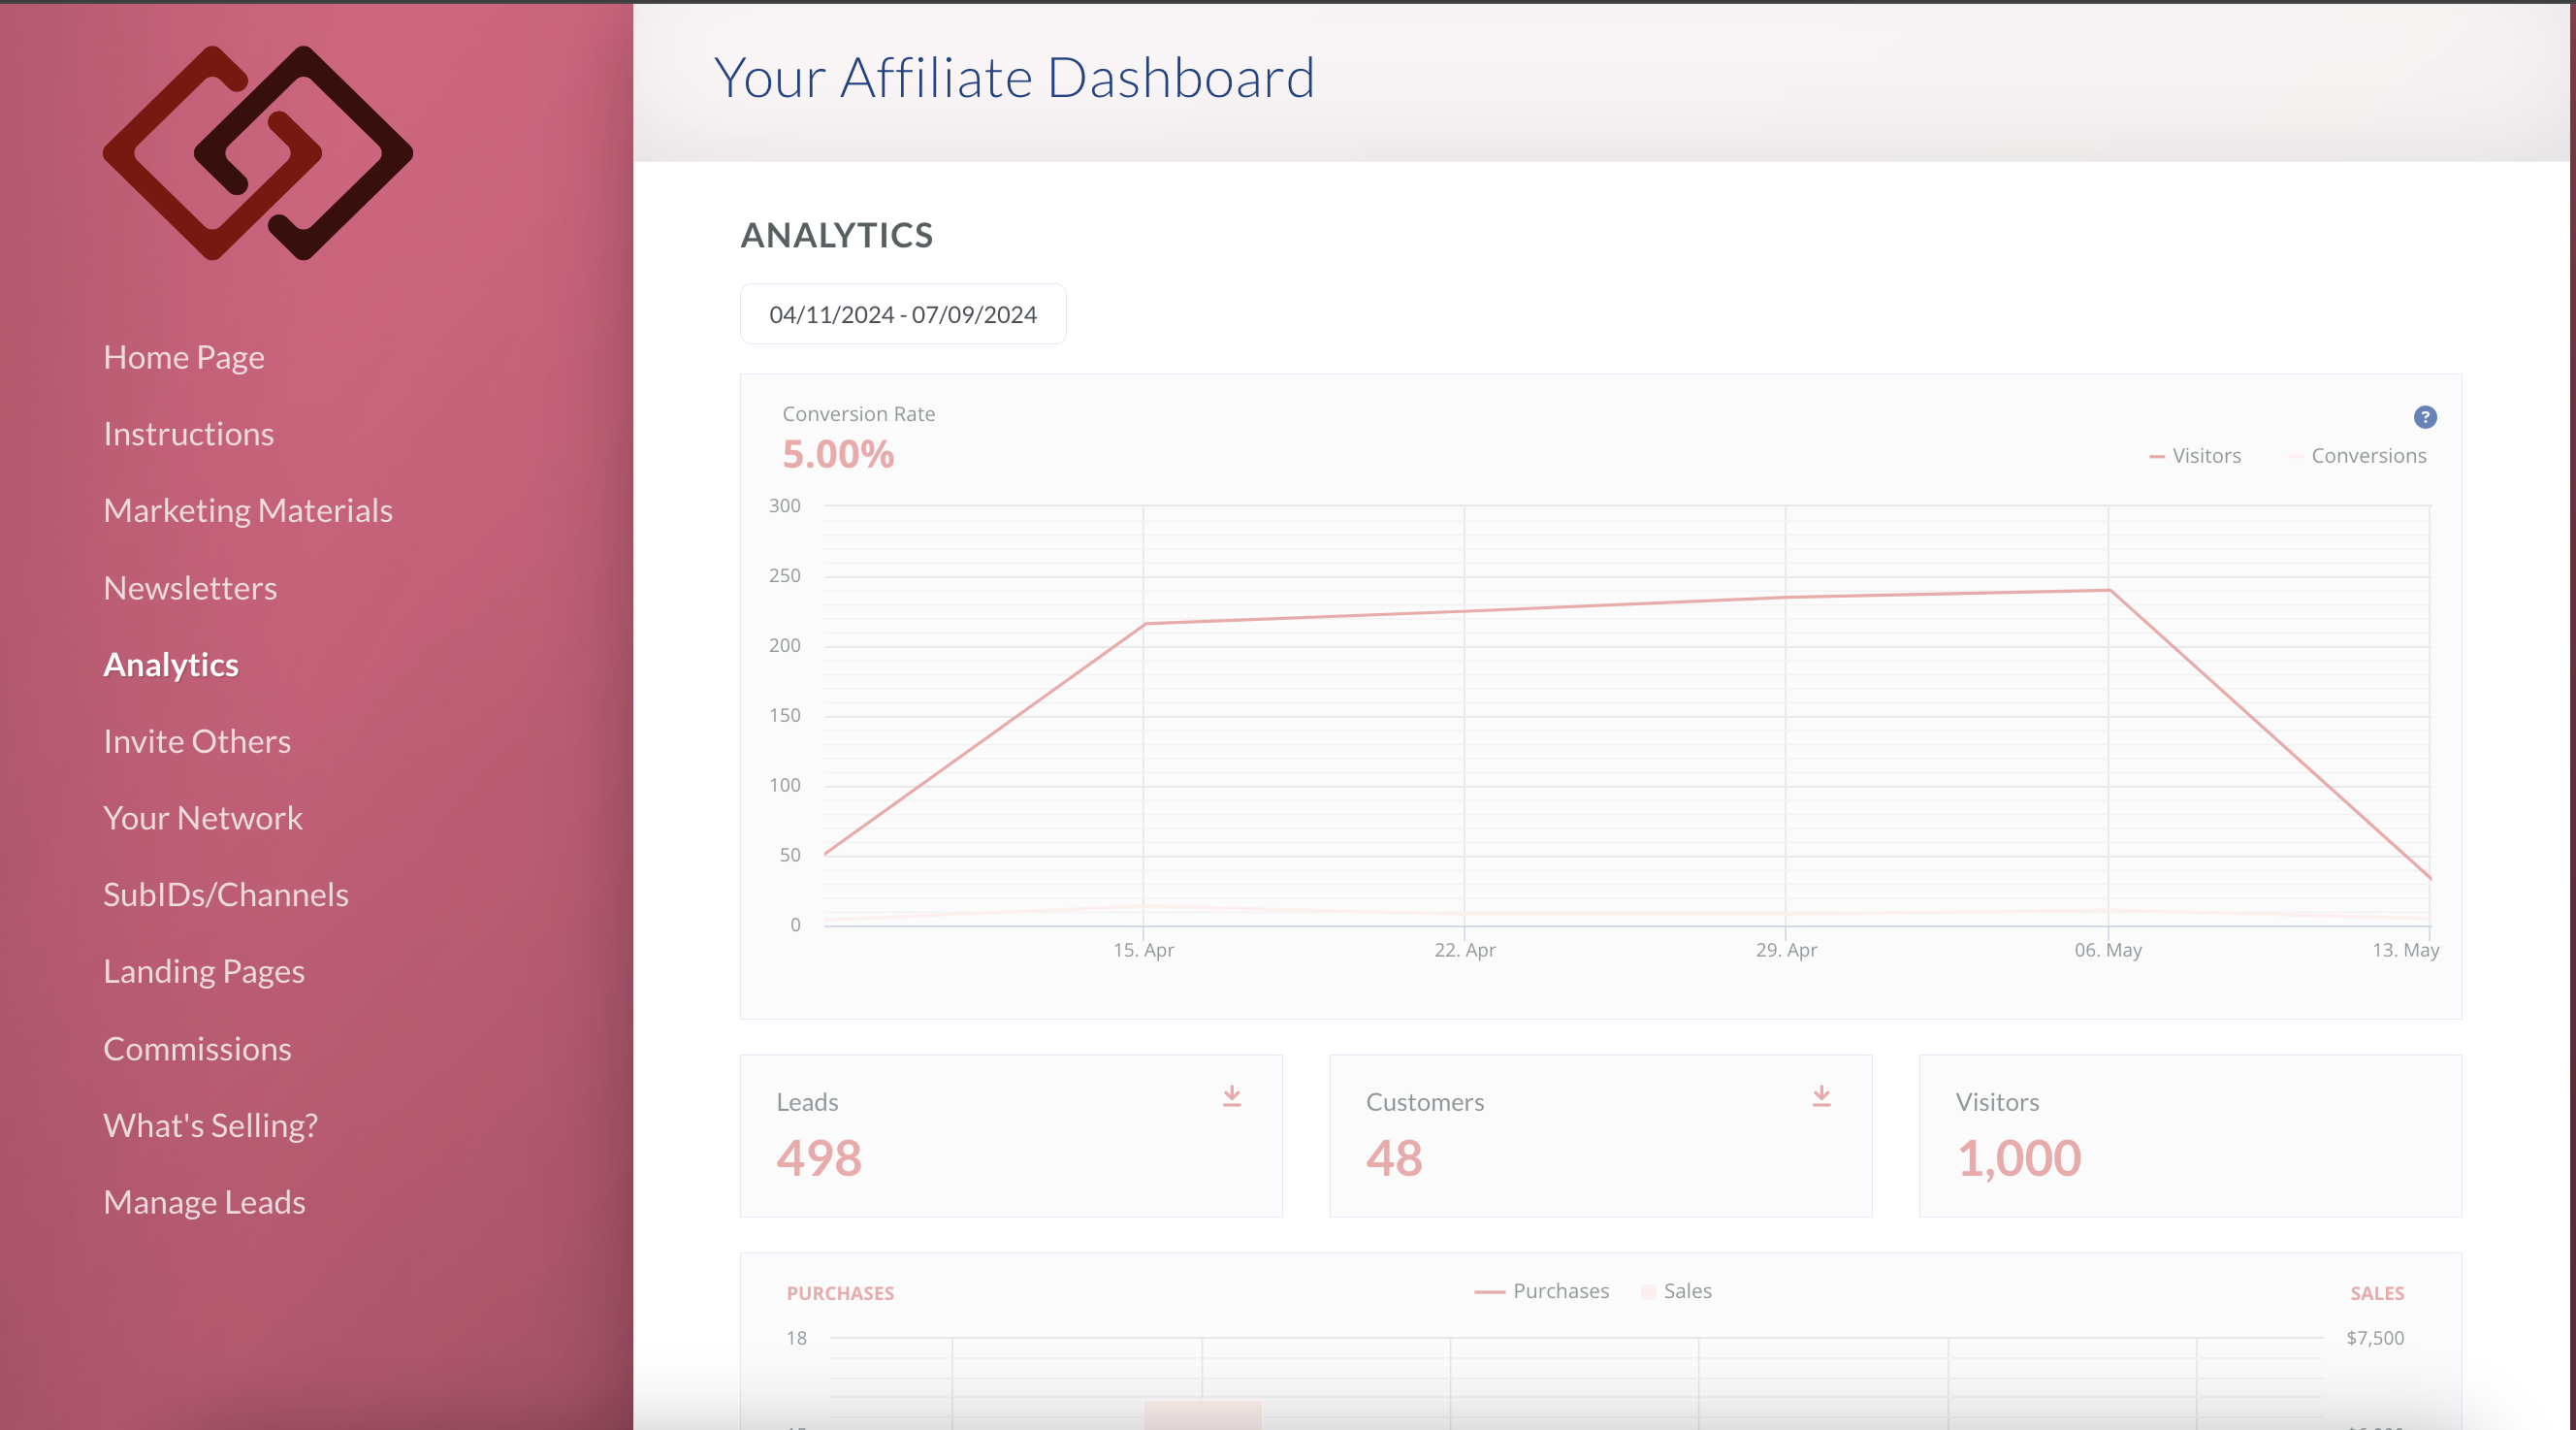 Your Affiliate Dashboard
Home Page
Instructions
Marketing Materials
Newsletters
Analytics
Invite Others
Your Network
SubIDs/Channels
Landing Pages
Commissions
What's Selling?
Manage Leads
ANALYTICS
04/11/2024 - 07/09/2024
Conversion Rate
5.00%
?
Visitors Conversions
300
250
200
150
100
50
0
15. Apr 22. Apr 29. Apr 06. May 13. May
Leads
498
Customers
48
Visitors
1,000
PURCHASES Purchases Sales SALES
18 $7,500